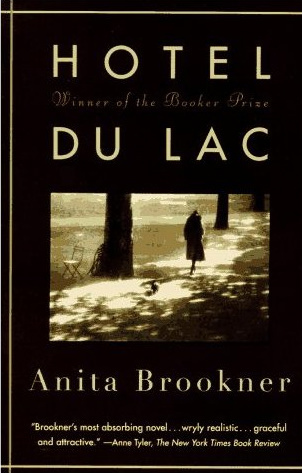 HOTEL
Winner of the Booker Prize
DU LAC
Anita Brookner
"Brookner's most absorbing novel...wryly realistic...graceful
and attractive." —Anne Tyler, The New York Times Book Review